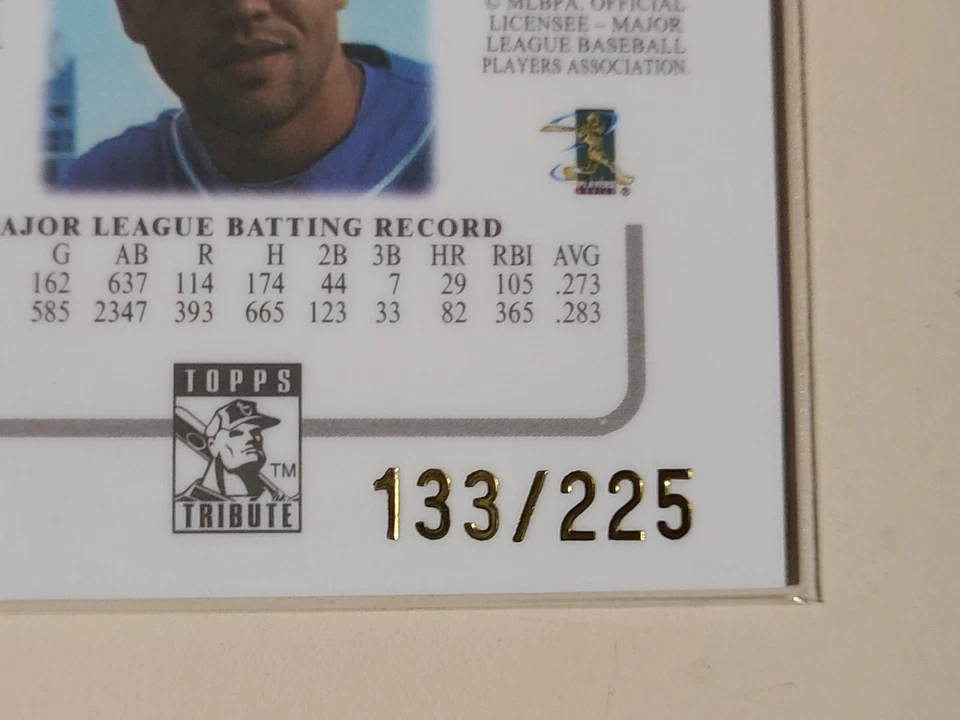 © MLBPA. OFFICIAL
LICENSEE – MAJOR
LEAGUE BASEBALL
PLAYERS ASSOCIATION.
PLAYERS
CHOICE
®
AJOR LEAGUE BATTING RECORD
G AB R H 2B 3B HR RBI AVG
162 637 114 174 44 7 29 105 .273
585 2347 393 665 123 33 82 365 .283
TOPPS
TM
TRIBUTE
133/225